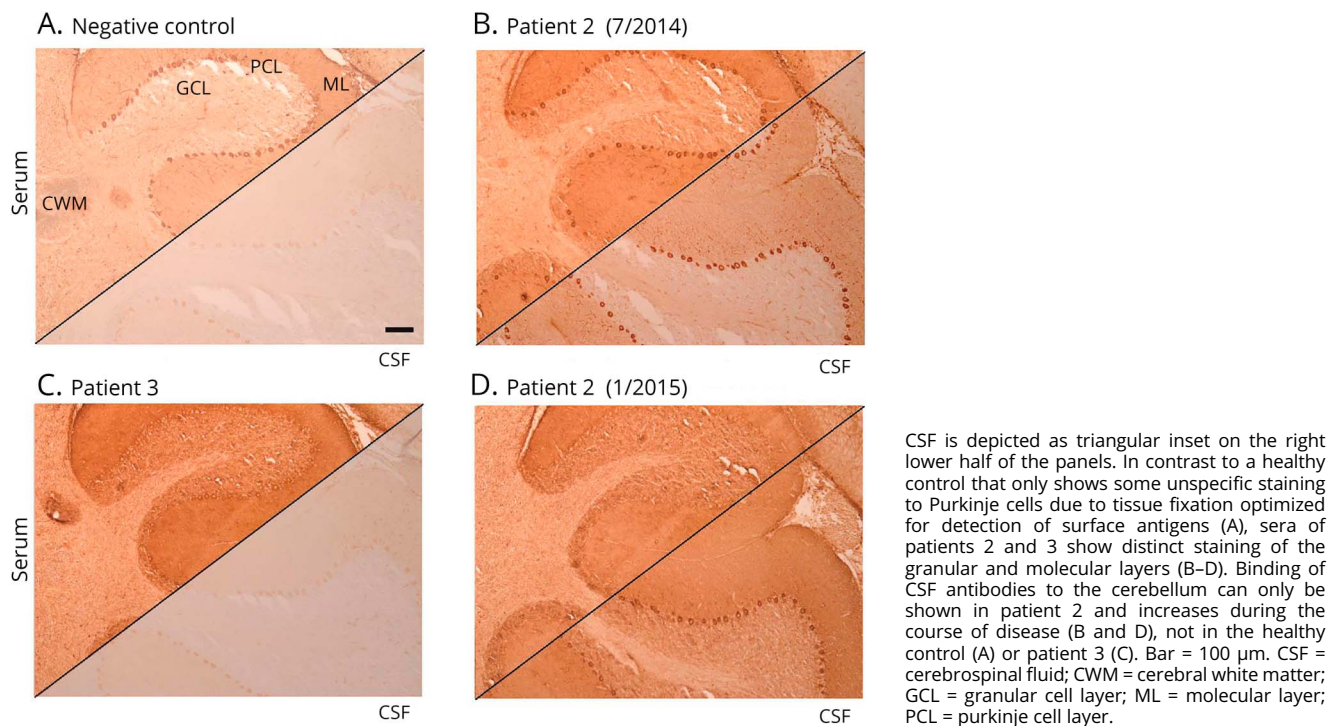 A. Negative control
B. Patient 2 (7/2014)
PCL
GCL
ML
Serum
CWM
CSF
CSF
C. Patient 3
D. Patient 2 (1/2015)
Serum
CSF
CSF
CSF is depicted as triangular inset on the right
lower half of the panels. In contrast to a healthy
control that only shows some unspecific staining
to Purkinje cells due to tissue fixation optimized
for detection of surface antigens (A), sera of
patients 2 and 3 show distinct staining of the
granular and molecular layers (B–D). Binding of
CSF antibodies to the cerebellum can only be
shown in patient 2 and increases during the
course of disease (B and D), not in the healthy
control (A) or patient 3 (C). Bar = 100 µm. CSF =
cerebrospinal fluid; CWM = cerebral white matter;
GCL = granular cell layer; ML = molecular layer;
PCL = purkinje cell layer.